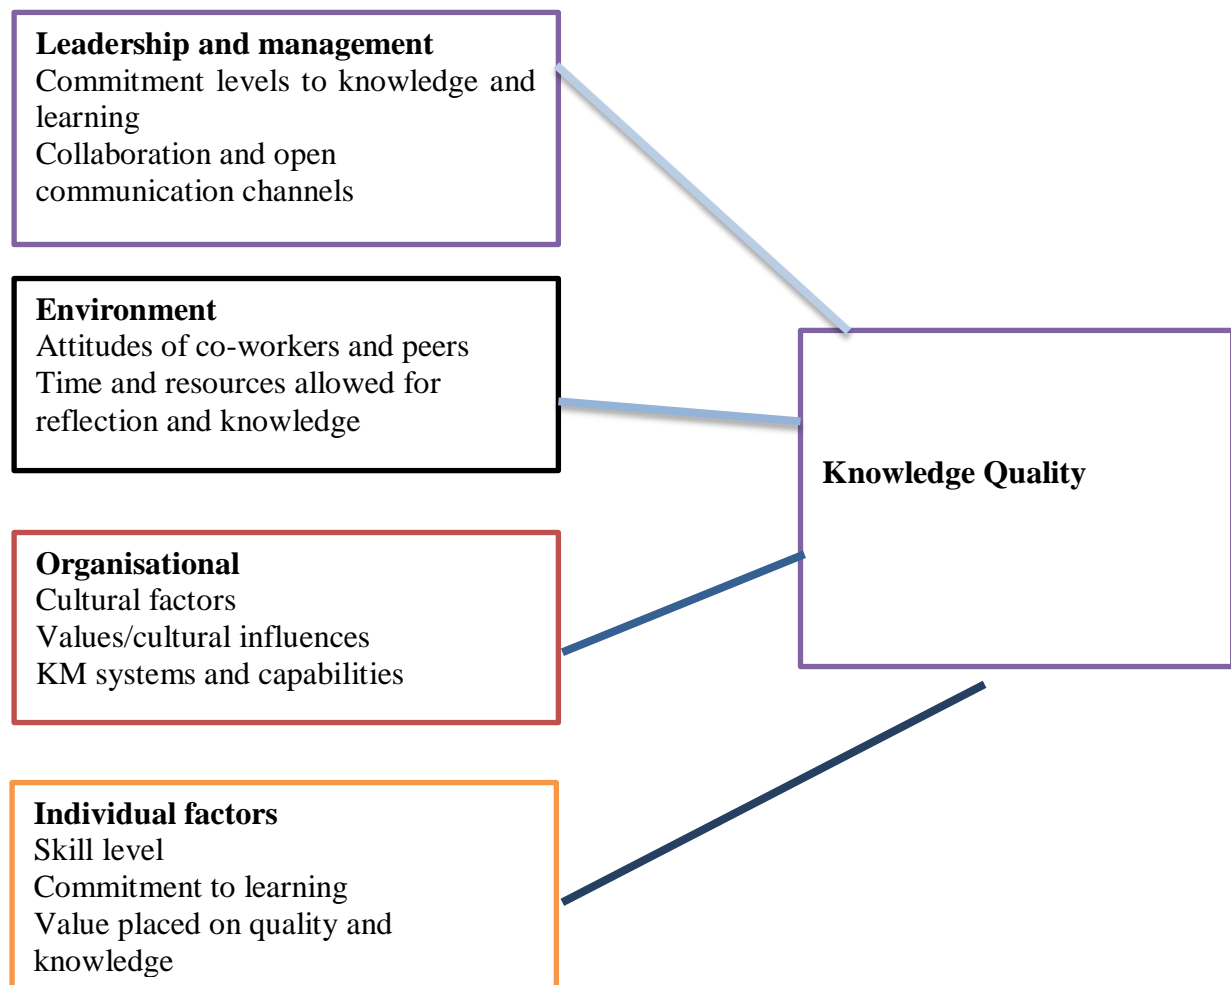 Leadership and management
Commitment levels to knowledge and
learning
Collaboration and open
communication channels
Environment
Attitudes of co-workers and peers
Time and resources allowed for
reflection and knowledge
Knowledge Quality
Organisational
Cultural factors
Values/cultural influences
KM systems and capabilities
Individual factors
Skill level
Commitment to learning
Value placed on quality and
knowledge